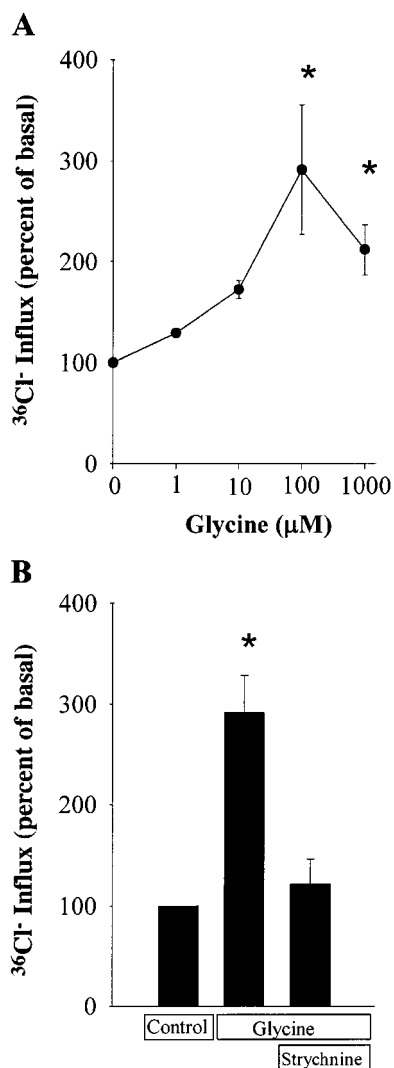 A
400
300
200
100
0
³⁶Cl⁻ Influx (percent of basal)
*
*
0 1 10 100 1000
Glycine (µM)
B
400
300
200
100
0
³⁶Cl⁻ Influx (percent of basal)
*
Control Glycine
Strychnine